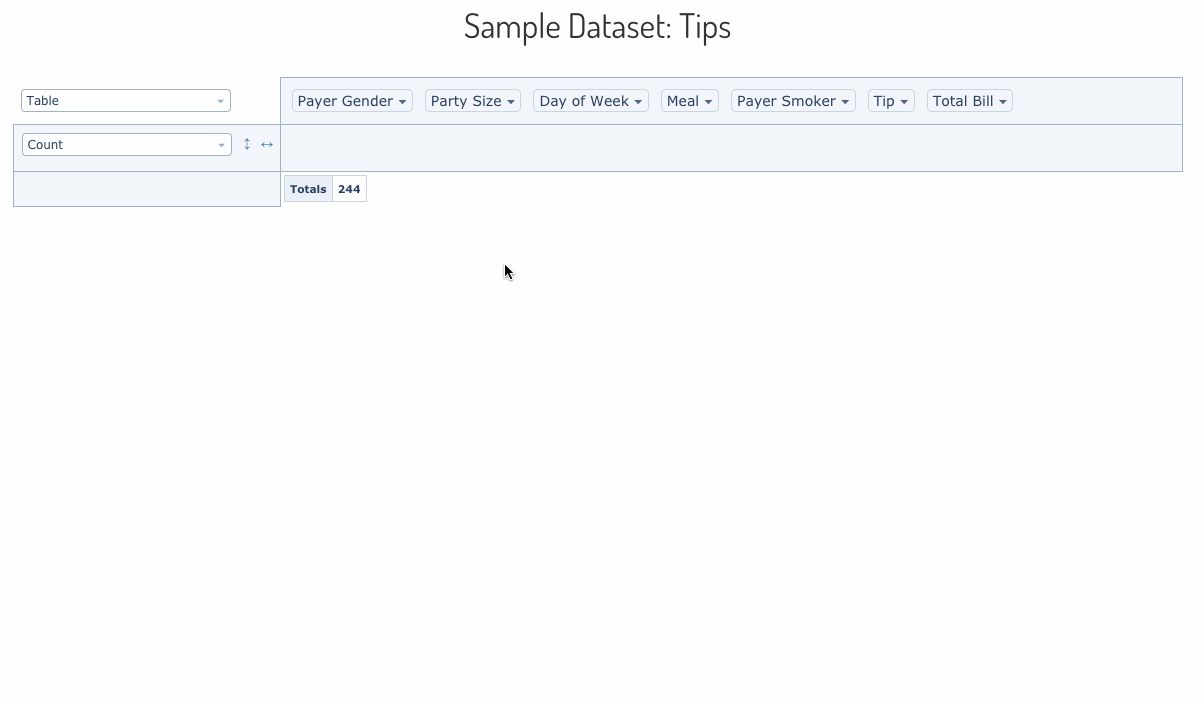 Sample Dataset: Tips
Table
Payer Gender Party Size Day of Week Meal Payer Smoker Tip Total Bill
Count
Totals 244